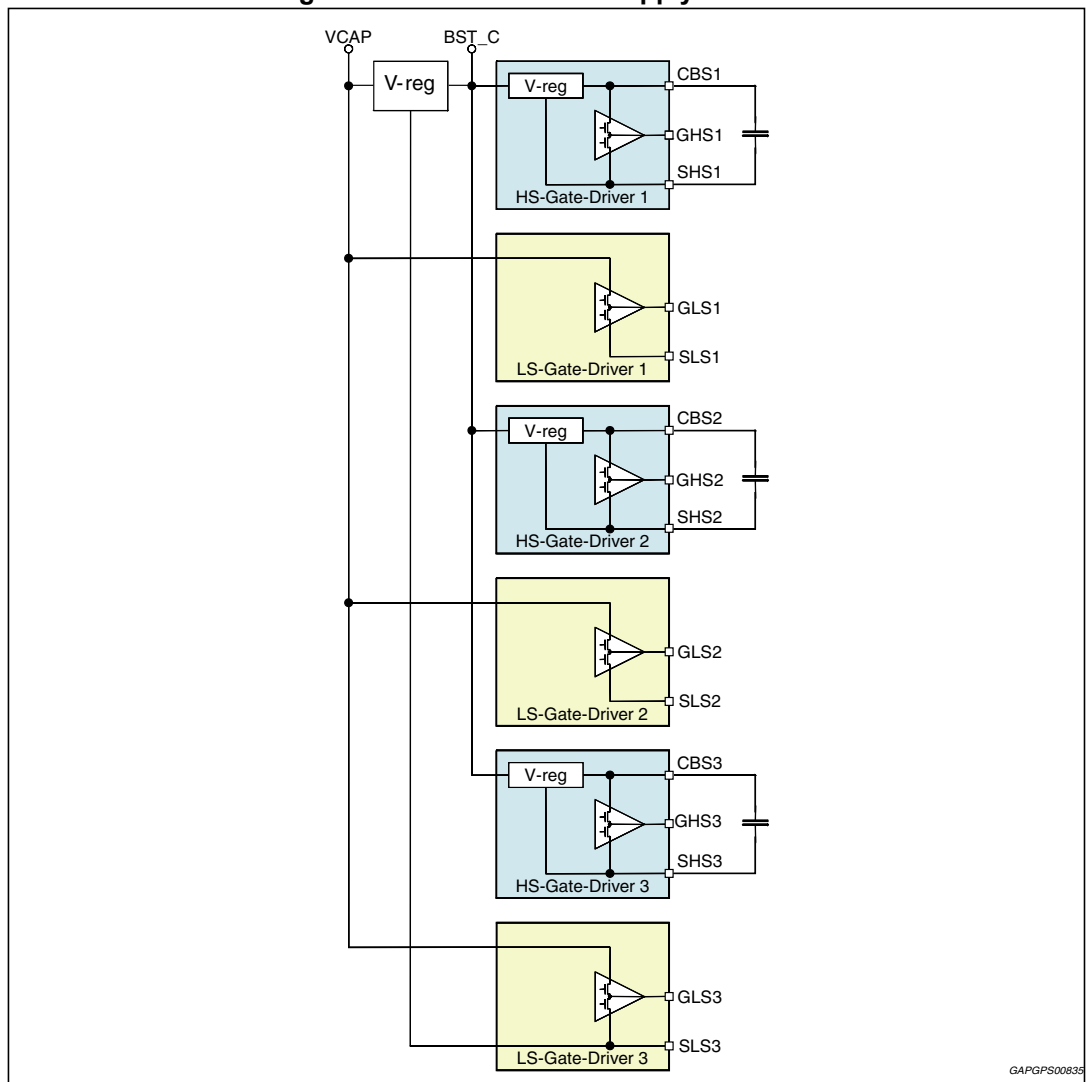 VCAP
BST_C
V-reg
V-reg
CBS1
GHS1
SHS1
HS-Gate-Driver 1
GLS1
SLS1
LS-Gate-Driver 1
CBS2
V-reg
GHS2
SHS2
HS-Gate-Driver 2
GLS2
SLS2
LS-Gate-Driver 2
CBS3
V-reg
GHS3
SHS3
HS-Gate-Driver 3
GLS3
SLS3
LS-Gate-Driver 3
GAPGPS00835